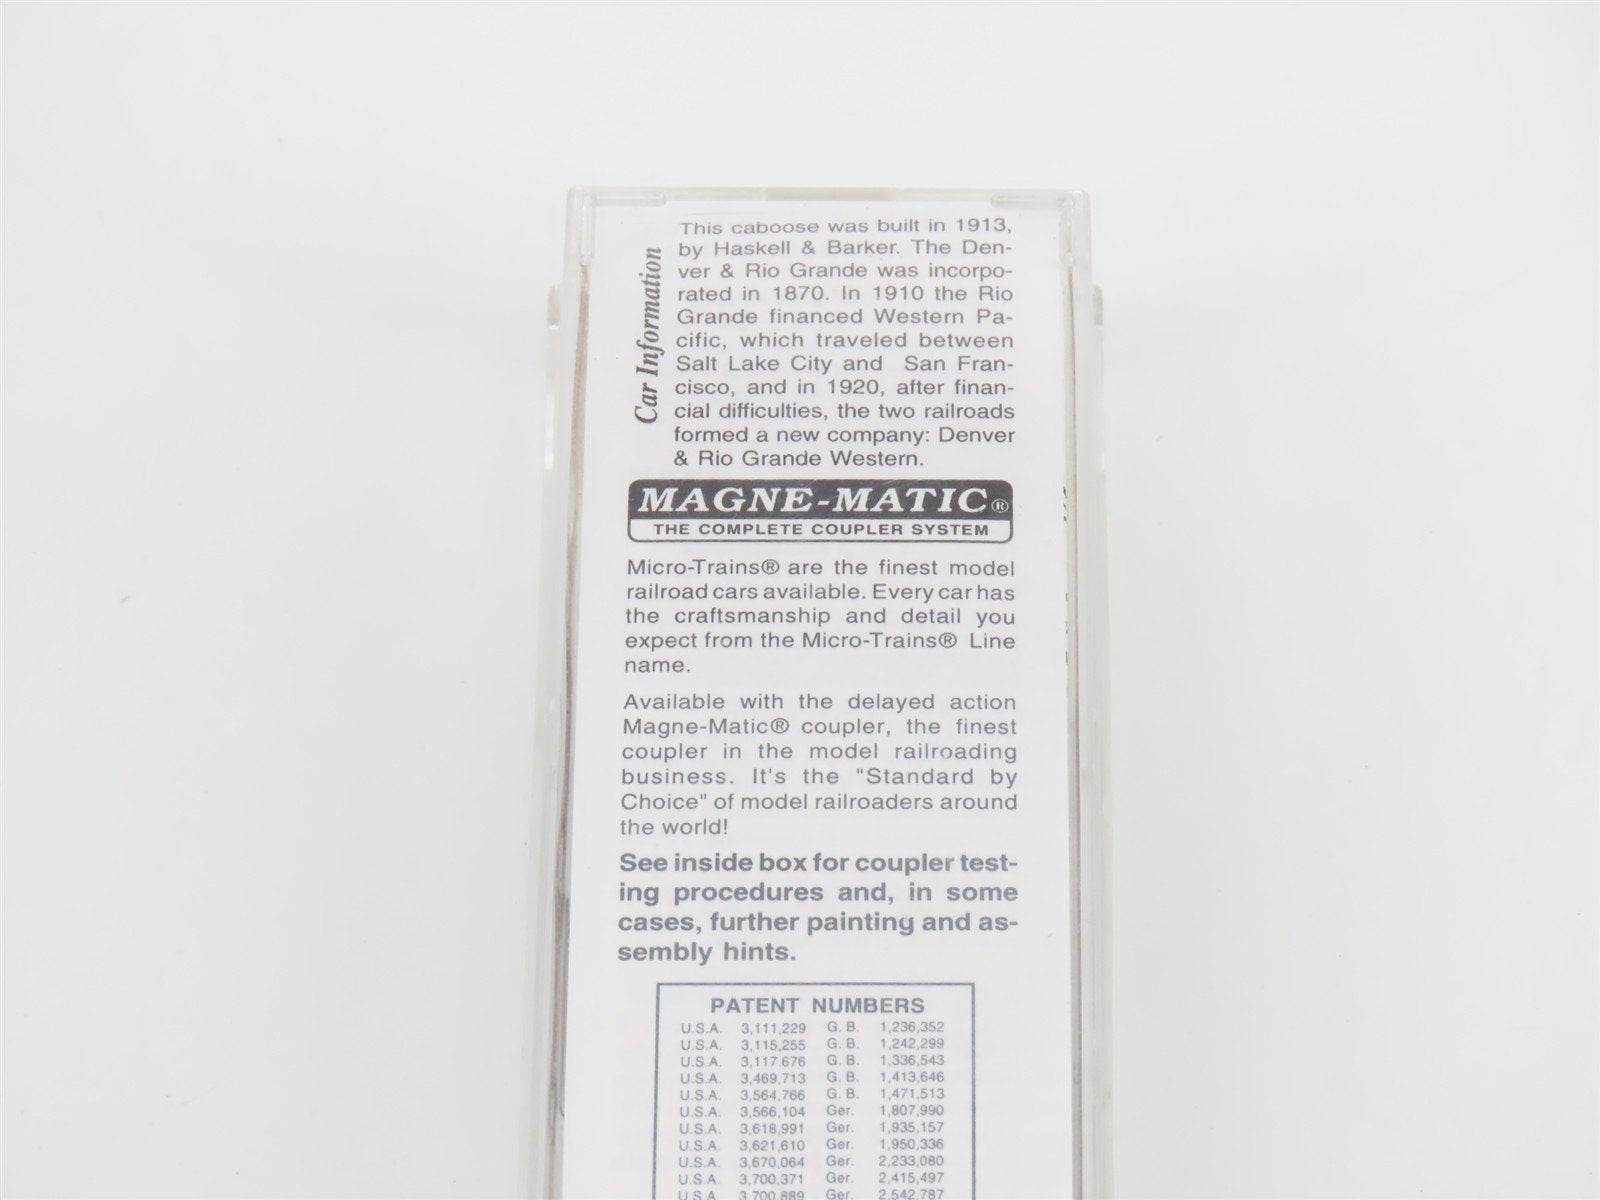 Car Information
This caboose was built in 1913,
by Haskell & Barker. The Den-
ver & Rio Grande was incorpo-
rated in 1870. In 1910 the Rio
Grande financed Western Pa-
cific, which traveled between
Salt Lake City and San Fran-
cisco, and in 1920, after finan-
cial difficulties, the two railroads
formed a new company: Denver
& Rio Grande Western.
MAGNE-MATIC®
THE COMPLETE COUPLER SYSTEM
Micro-Trains® are the finest model
railroad cars available. Every car has
the craftsmanship and detail you
expect from the Micro-Trains® Line
name.
Available with the delayed action
Magne-Matic® coupler, the finest
coupler in the model railroading
business. It's the "Standard by
Choice" of model railroaders around
the world!
See inside box for coupler test-
ing procedures and, in some
cases, further painting and as-
sembly hints.
PATENT NUMBERS
U.S.A. 3,111,229 G. B. 1,236,352
U.S.A. 3,115,255 G. B. 1,242,299
U.S.A. 3,117.676 G. B. 1,336,543
U.S.A. 3,469,713 G. B. 1,413,646
U.S.A. 3,564,766 G. B. 1,471,513
U.S.A. 3,566,104 Ger. 1,807,990
U.S.A. 3,618,991 Ger. 1,935,157
U.S.A. 3,621,610 Ger. 1,950,336
U.S.A. 3,670,064 Ger. 2,233,080
U.S.A. 3,700,371 Ger. 2,415,497
U.S.A. 3,700,889 Ger. 2,542,787